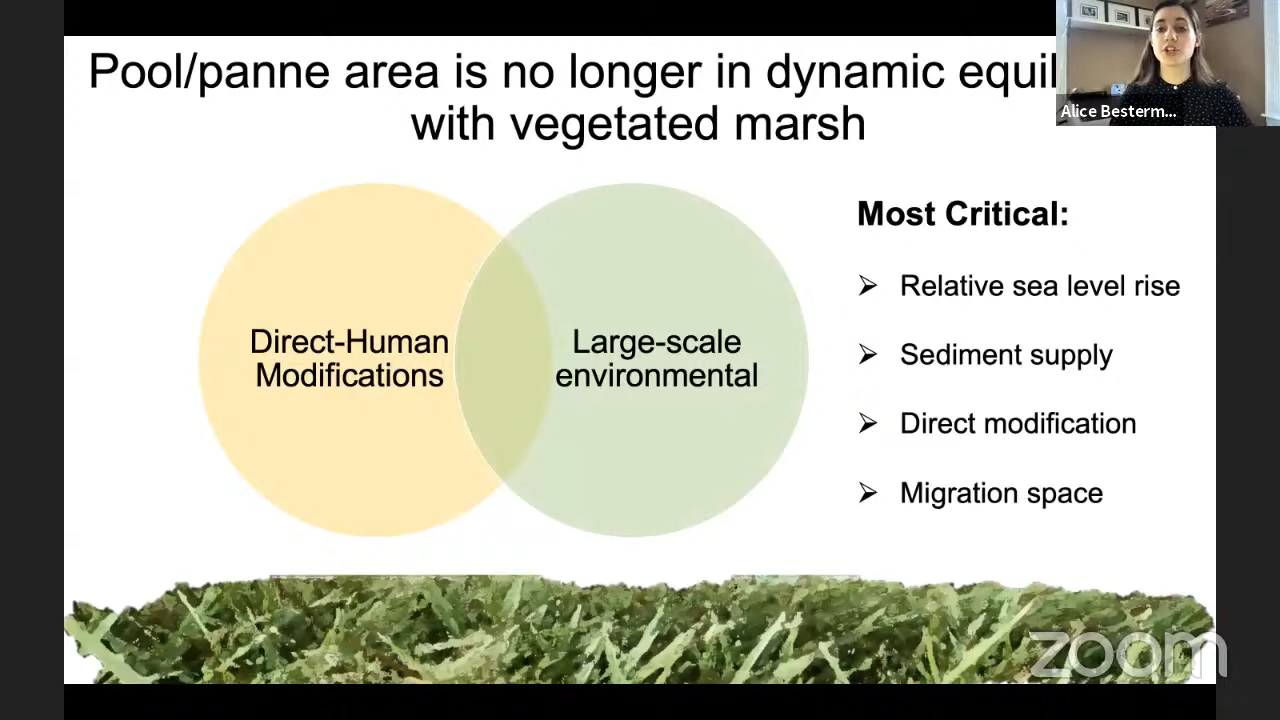 Pool/panne area is no longer in dynamic
with vegetated marsh
Alice Besterm...
Direct-Human
Modifications
Large-scale
environmental
Most Critical:
➢ Relative sea level rise
➢ Sediment supply
➢ Direct modification
➢ Migration space
zoom